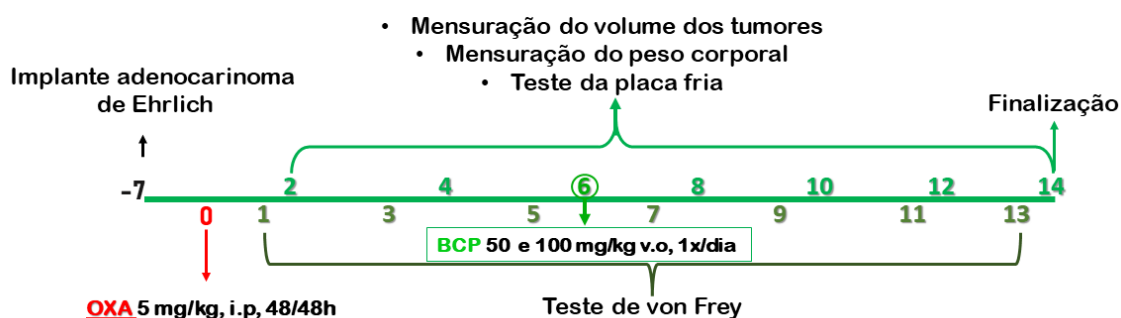 • Mensuração do volume dos tumores
• Mensuração do peso corporal
• Teste da placa fria
Implante adenocarinoma
de Ehrlich
Finalização
-7
2 4 6 8 10 12 14
0 1 3 5 7 9 11 13
BCP 50 e 100 mg/kg v.o, 1x/dia
OXA 5 mg/kg, i.p, 48/48h
Teste de von Frey